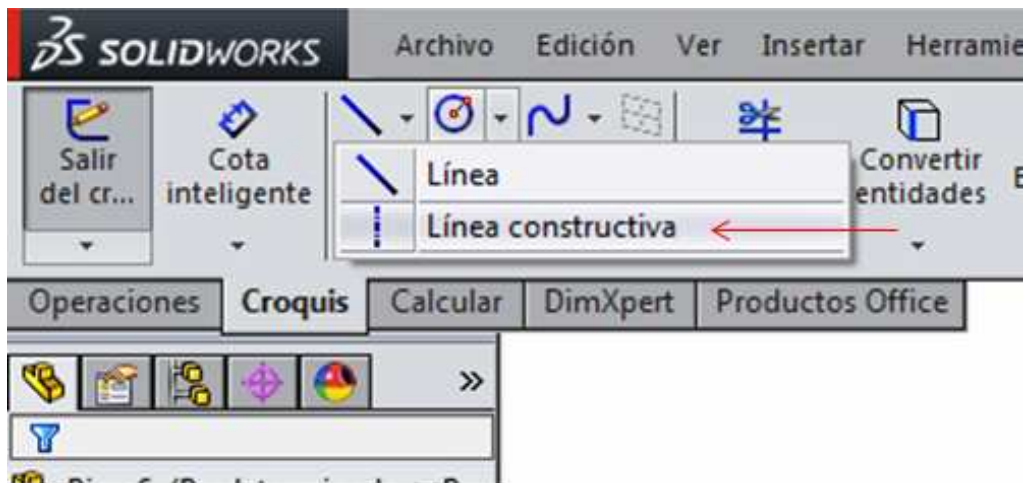 SOLIDWORKS Archivo Edición Ver Insertar Herramie
Línea
Línea constructiva
Salir del cr...
Cota inteligente
Convertir entidades
Operaciones Croquis Calcular DimXpert Productos Office